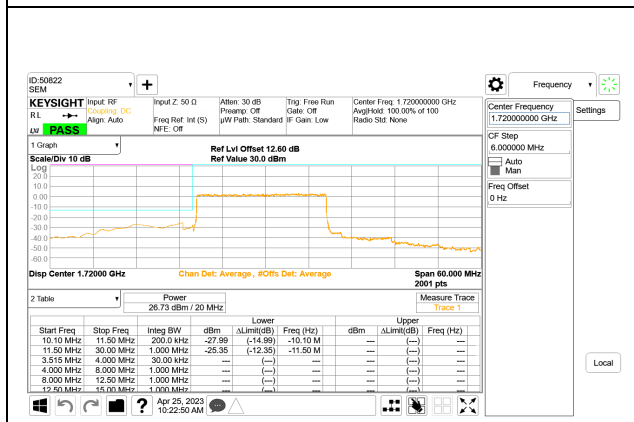 ID:50822
SEM
Frequency
KEYSIGHT
RL
LXI PASS
Input: RF
Coupling: DC
Align: Auto
Input Z: 50 Ω
Freq Ref: Int (S)
NFE: Off
Atten: 30 dB
Preamp: Off
µW Path: Standard
Trig: Free Run
Gate: Off
IF Gain: Low
Center Freq: 1.720000000 GHz
Avg|Hold: 100.00% of 100
Radio Std: None
Center Frequency
1.720000000 GHz
Settings
CF Step
6.000000 MHz
Auto
Man
Freq Offset
0 Hz
1 Graph
Scale/Div 10 dB
Ref Lvl Offset 12.60 dB
Ref Value 30.0 dBm
Log
20.0
10.0
0.00
-10.0
-20.0
-30.0
-40.0
-50.0
-60.0
Disp Center 1.72000 GHz
Chan Det: Average , #Offs Det: Average
Span 60.000 MHz
2001 pts
2 Table
Power
26.73 dBm / 20 MHz
Measure Trace
Trace 1
Lower Upper
Start Freq Stop Freq Integ BW dBm ∆Limit(dB) Freq (Hz) dBm ∆Limit(dB) Freq (Hz)
10.10 MHz 11.50 MHz 200.0 kHz -27.99 (-14.99) -10.10 M --- (---) ---
11.50 MHz 30.00 MHz 1.000 MHz -25.35 (-12.35) -11.50 M --- (---) ---
3.515 MHz 4.000 MHz 30.00 kHz --- (---) --- --- (---) ---
4.000 MHz 8.000 MHz 1.000 MHz --- (---) --- --- (---) ---
8.000 MHz 12.50 MHz 1.000 MHz --- (---) --- --- (---) ---
12.50 MHz 15.00 MHz 1.000 MHz --- (---) --- --- (---) ---
Local
? Apr 25, 2023
10:22:50 AM